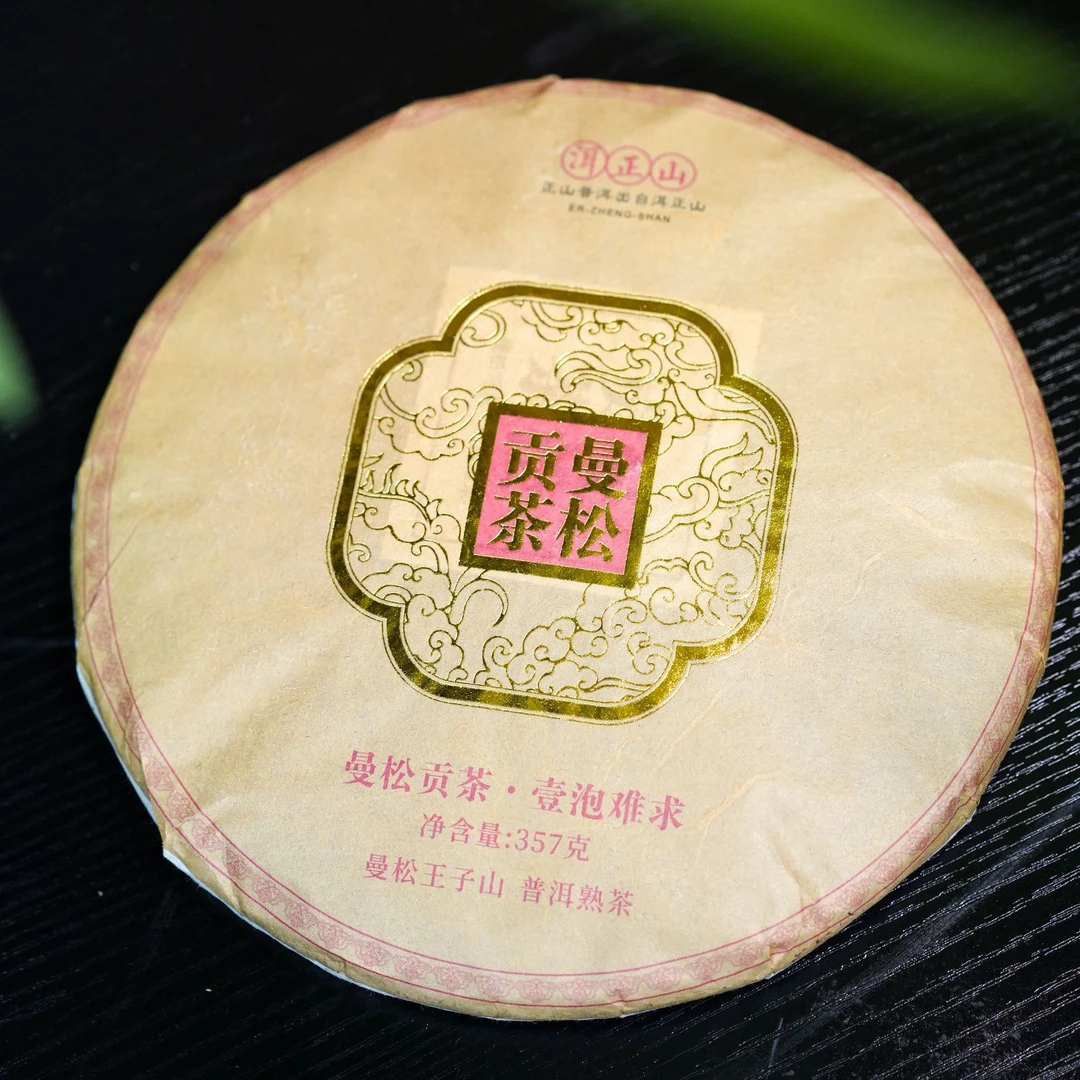 洱正山
正山普洱出自洱正山
ER-ZHENG-SHAN
曼松
贡茶
曼松贡茶·壹泡难求
净含量:357克
曼松王子山 普洱熟茶